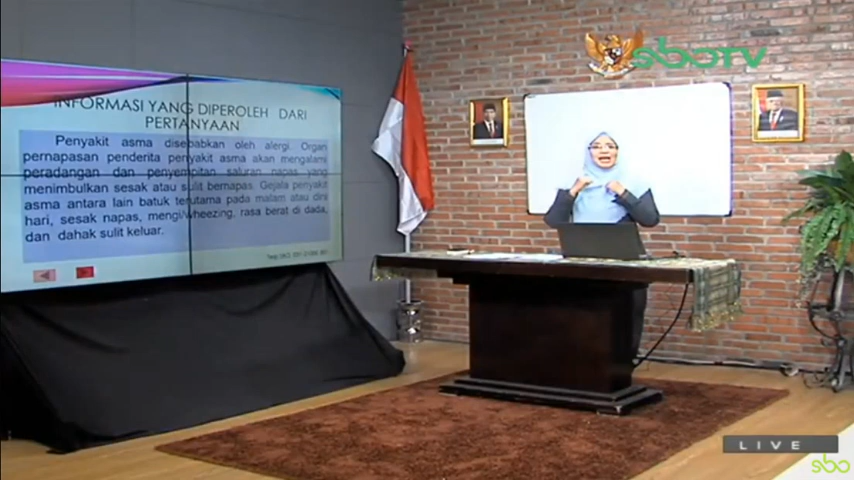 INFORMASI YANG DIPEROLEH DARI
PERTANYAAN
Penyakit asma disebabkan oleh alergi. Organ
pernapasan penderita penyakit asma akan mengalami
peradangan dan penyempitan saluran napas yang
menimbulkan sesak atau sulit bernapas. Gejala penyakit
asma antara lain batuk terutama pada malam atau dini
hari, sesak napas, mengi/wheezing, rasa berat di dada,
dan dahak sulit keluar.
LIVE